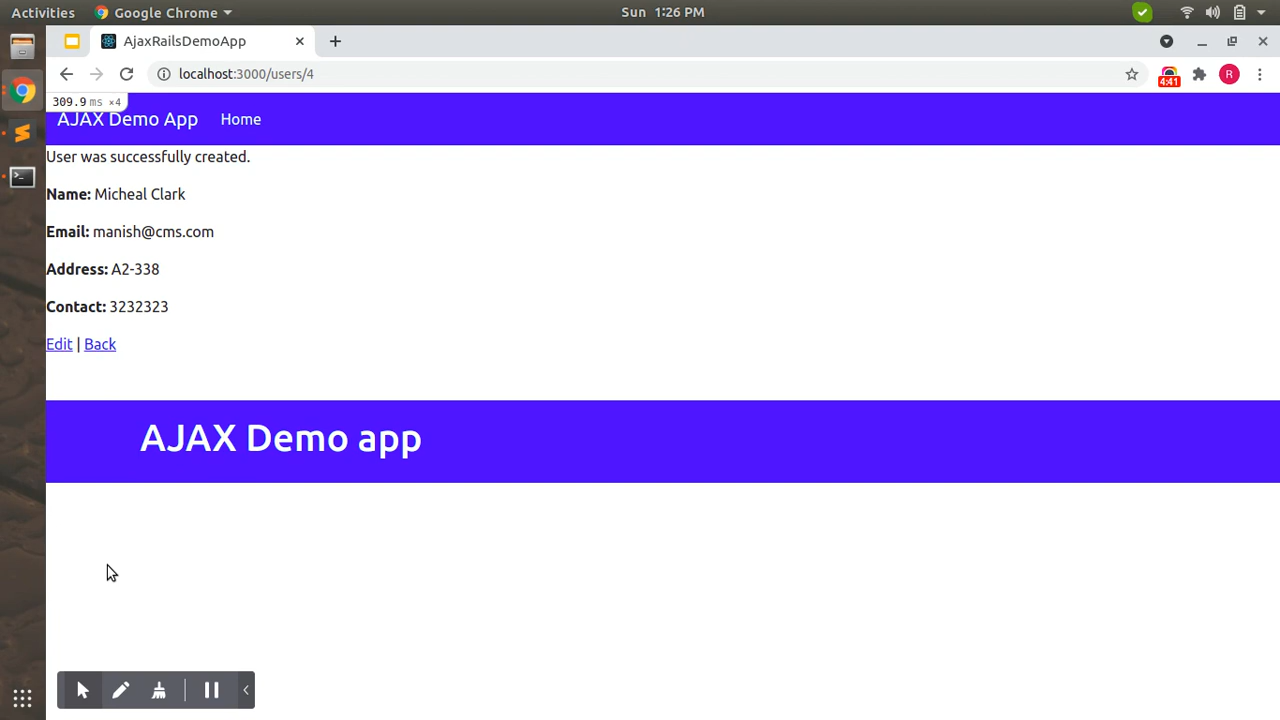 Activities Google Chrome Sun 1:26 PM
AjaxRailsDemoApp
localhost:3000/users/4 4:41 R
309.9 ms ×4
AJAX Demo App Home
User was successfully created.
Name: Micheal Clark
Email: manish@cms.com
Address: A2-338
Contact: 3232323
Edit | Back
AJAX Demo app